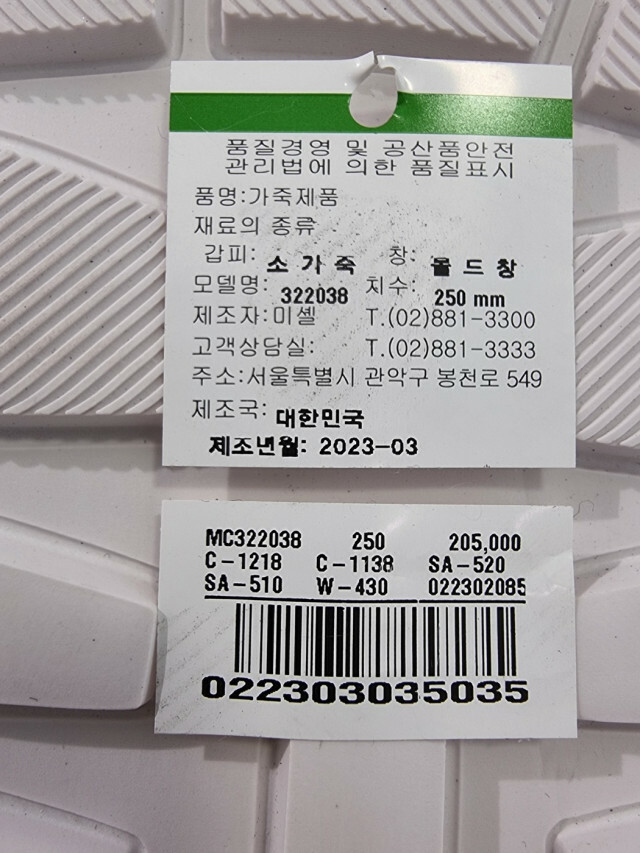 품질경영 및 공산품안전
관리법에 의한 품질표시
품명:가죽제품
재료의 종류
갑피: 소 가 죽 창: 몰 드 창
모델명: 322038 치수: 250 mm
제조자:미셸 T.(02)881-3300
고객상담실: T.(02)881-3333
주소:서울특별시 관악구 봉천로 549
제조국: 대한민국
제조년월: 2023-03
MC322038 250 205,000
C-1218 C-1138 SA-520
SA-510 W-430 022302085
022303035035